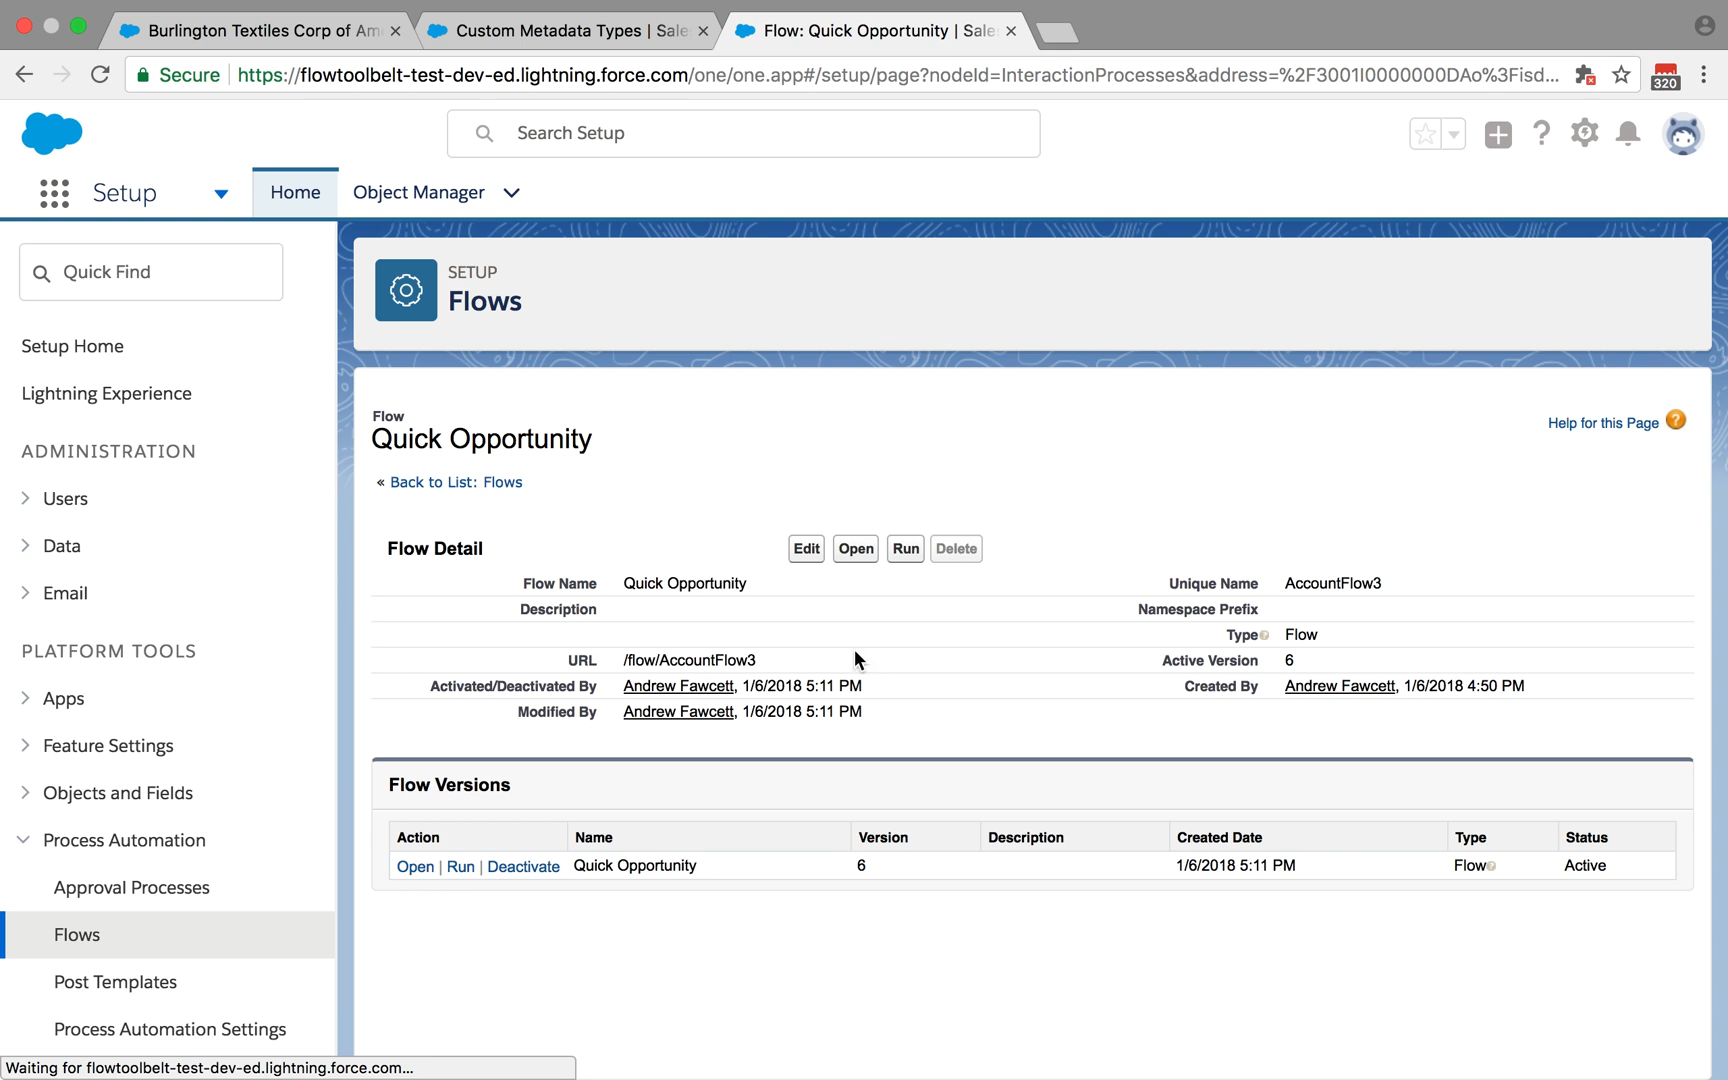 Burlington Textiles Corp of Am
Custom Metadata Types | Sale
Flow: Quick Opportunity | Sale
Secure
https://flowtoolbelt-test-dev-ed.lightning.force.com/one/one.app#/setup/page?nodeId=InteractionProcesses&address=%2F3001I0000000DAo%3Fisd...
320
Search Setup
Setup
Home
Object Manager
Quick Find
Setup Home
Lightning Experience
ADMINISTRATION
Users
Data
Email
PLATFORM TOOLS
Apps
Feature Settings
Objects and Fields
Process Automation
Approval Processes
Flows
Post Templates
Process Automation Settings
Waiting for flowtoolbelt-test-dev-ed.lightning.force.com...
SETUP
Flows
Flow
Quick Opportunity
Help for this Page ?
« Back to List: Flows
Flow Detail
Edit Open Run Delete
Flow Name Quick Opportunity Unique Name AccountFlow3
Description Namespace Prefix
Type Flow
URL /flow/AccountFlow3 Active Version 6
Activated/Deactivated By Andrew Fawcett, 1/6/2018 5:11 PM Created By Andrew Fawcett, 1/6/2018 4:50 PM
Modified By Andrew Fawcett, 1/6/2018 5:11 PM
Flow Versions
Action Name Version Description Created Date Type Status
Open | Run | Deactivate Quick Opportunity 6 1/6/2018 5:11 PM Flow Active